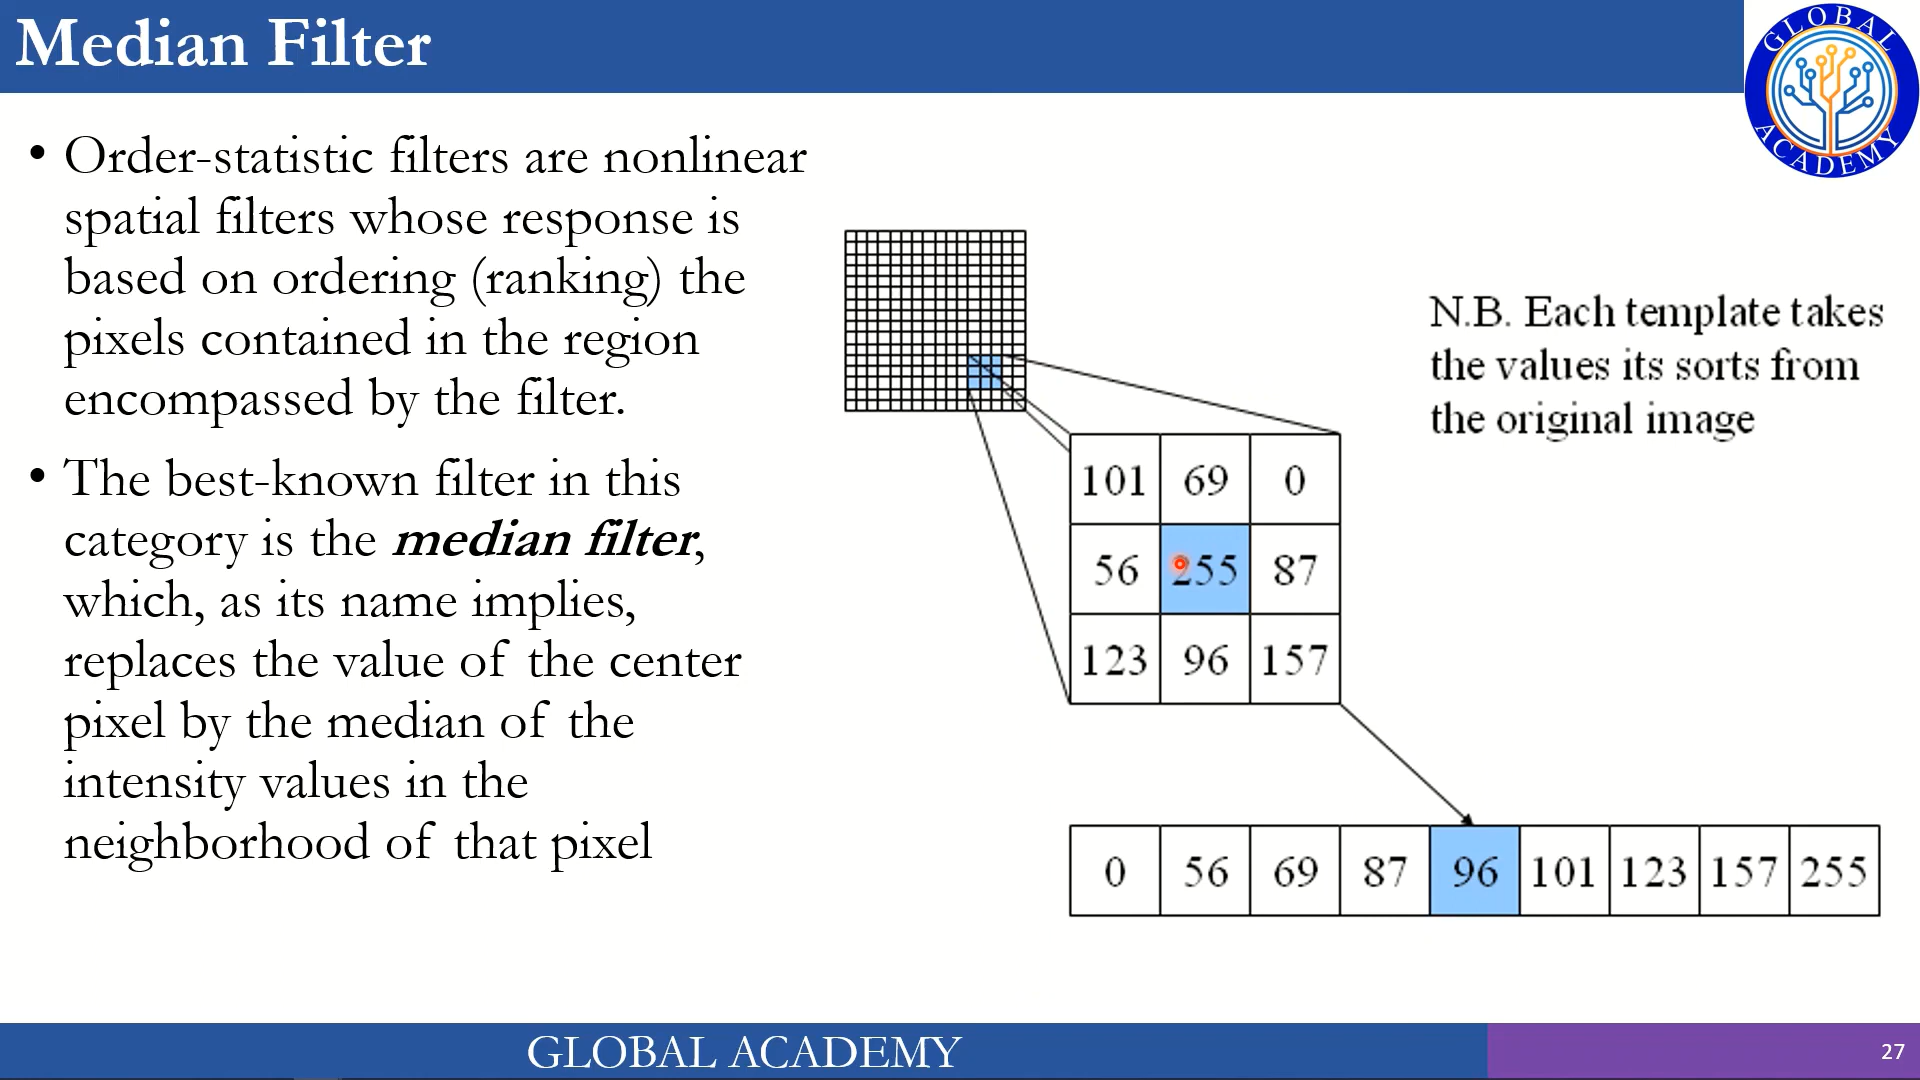 Median Filter
GLOBAL
ACADEMY
• Order-statistic filters are nonlinear
spatial filters whose response is
based on ordering (ranking) the
pixels contained in the region
encompassed by the filter.
• The best-known filter in this
category is the median filter,
which, as its name implies,
replaces the value of the center
pixel by the median of the
intensity values in the
neighborhood of that pixel
N.B. Each template takes
the values its sorts from
the original image
101 69 0
56 255 87
123 96 157
0 56 69 87 96 101 123 157 255
GLOBAL ACADEMY
27